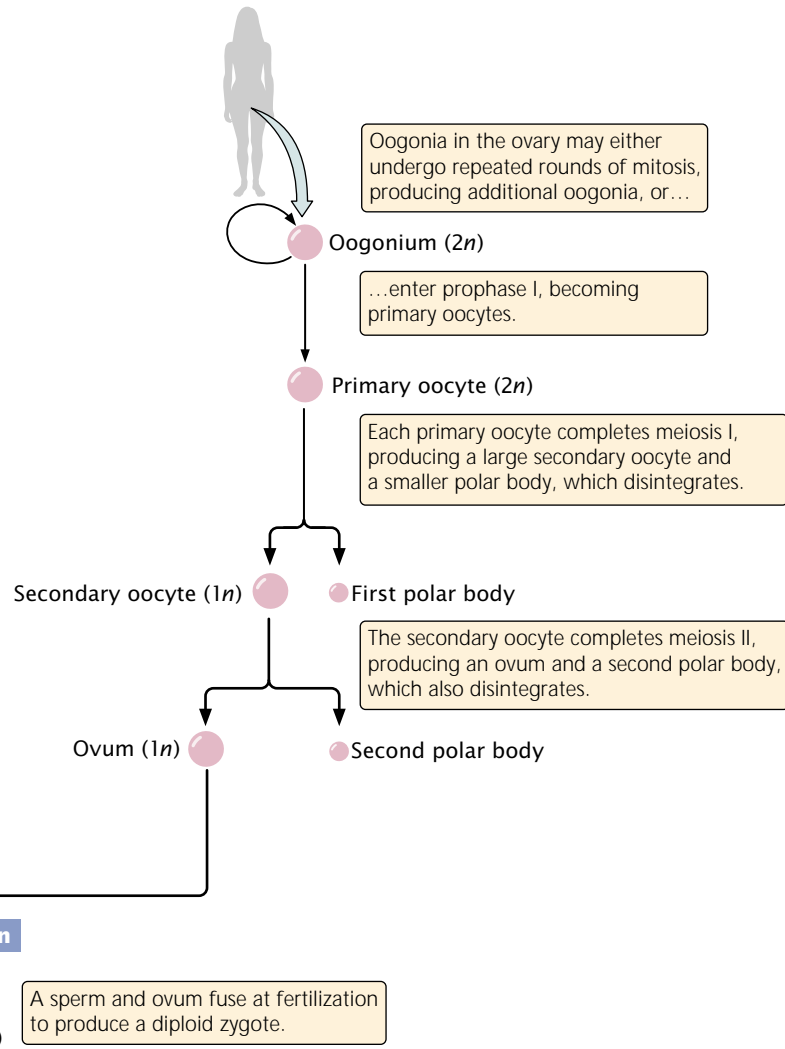 Oogonia in the ovary may either
undergo repeated rounds of mitosis,
producing additional oogonia, or…
Oogonium (2n)
…enter prophase I, becoming
primary oocytes.
Primary oocyte (2n)
Each primary oocyte completes meiosis I,
producing a large secondary oocyte and
a smaller polar body, which disintegrates.
Secondary oocyte (1n)
First polar body
The secondary oocyte completes meiosis II,
producing an ovum and a second polar body,
which also disintegrates.
Ovum (1n)
Second polar body
n
A sperm and ovum fuse at fertilization
to produce a diploid zygote.
)